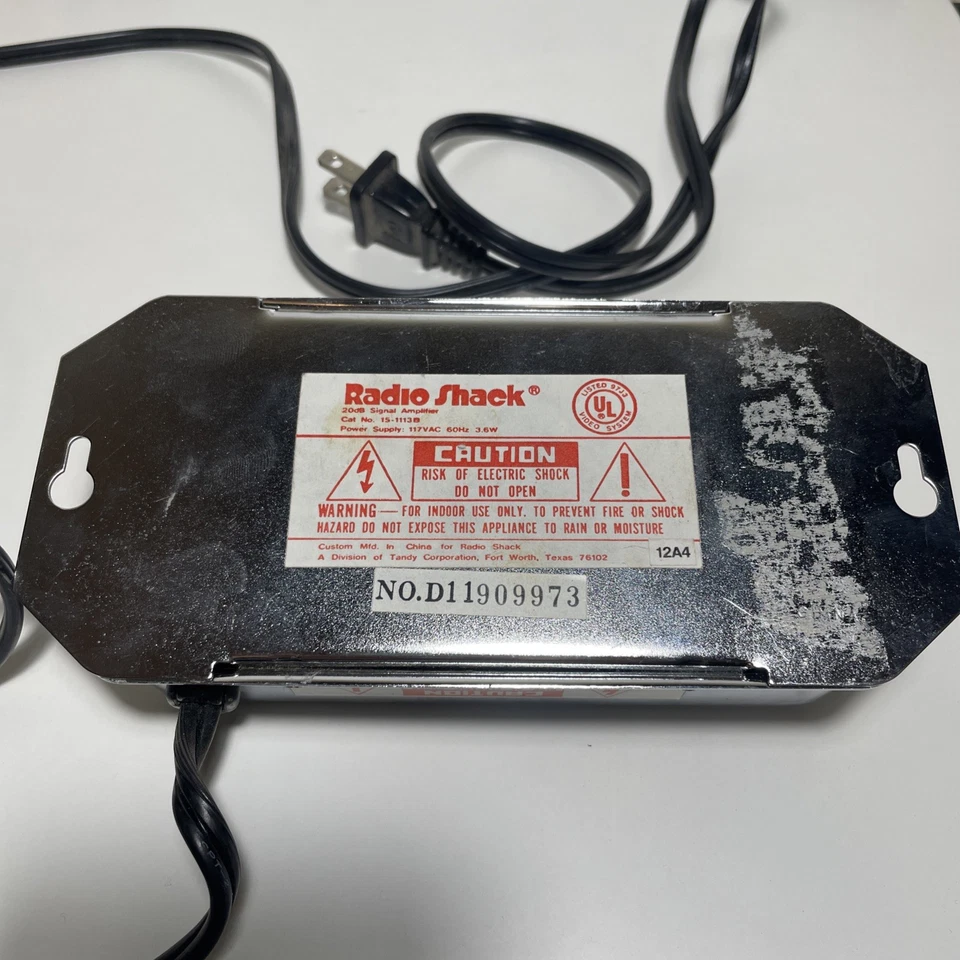 Radio Shack®
20dB Signal Amplifier
Cat No. 15-1113B
Power Supply: 117VAC 60Hz 3.6W
LISTED 97J3
UL
®
VIDEO SYSTEM
CAUTION
RISK OF ELECTRIC SHOCK
DO NOT OPEN
!
WARNING — FOR INDOOR USE ONLY. TO PREVENT FIRE OR SHOCK
HAZARD DO NOT EXPOSE THIS APPLIANCE TO RAIN OR MOISTURE
Custom Mfd. In China for Radio Shack
A Division of Tandy Corporation, Fort Worth, Texas 76102
12A4
NO.D11909973
CAUTION